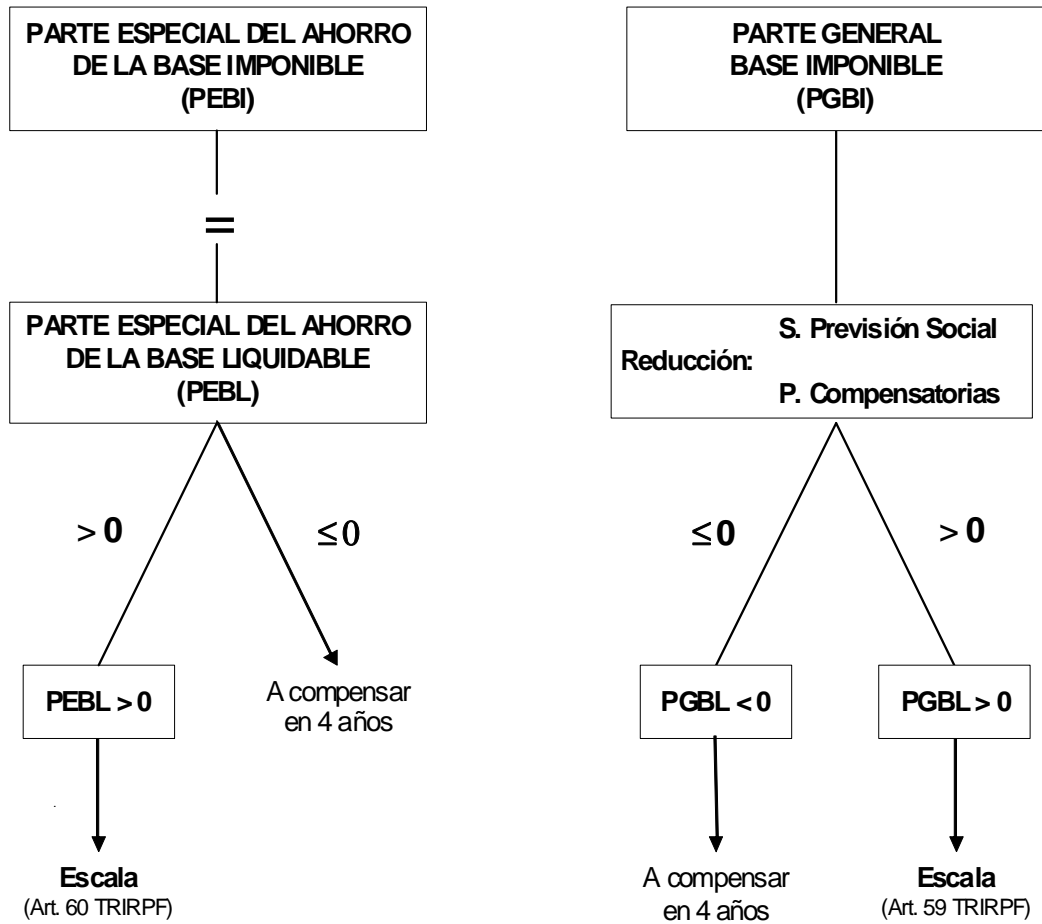 PARTE ESPECIAL DEL AHORRO
DE LA BASE IMPONIBLE
(PEBI)
=
PARTE ESPECIAL DEL AHORRO
DE LA BASE LIQUIDABLE
(PEBL)
> 0
≤0
PEBL > 0
A compensar
en 4 años
Escala
(Art. 60 TRIRPF)
PARTE GENERAL
BASE IMPONIBLE
(PGBI)
S. Previsión Social
Reducción:
P. Compensatorias
≤0
> 0
PGBL < 0
PGBL > 0
A compensar
en 4 años
Escala
(Art. 59 TRIRPF)